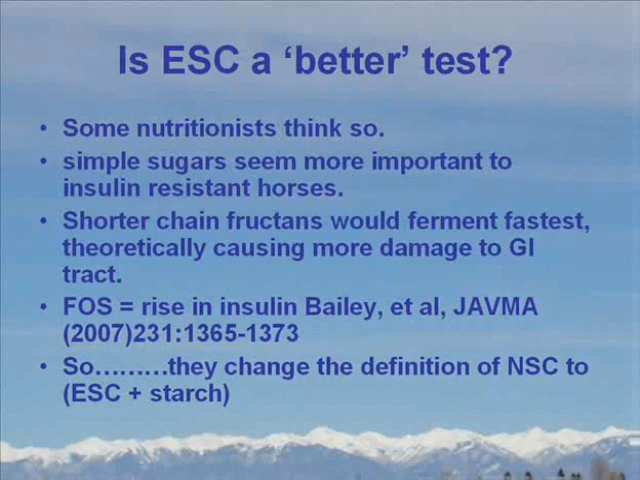 Is ESC a ‘better’ test?
• Some nutritionists think so.
• simple sugars seem more important to
insulin resistant horses.
• Shorter chain fructans would ferment fastest,
theoretically causing more damage to GI
tract.
• FOS = rise in insulin Bailey, et al, JAVMA
(2007)231:1365-1373
• So………they change the definition of NSC to
(ESC + starch)